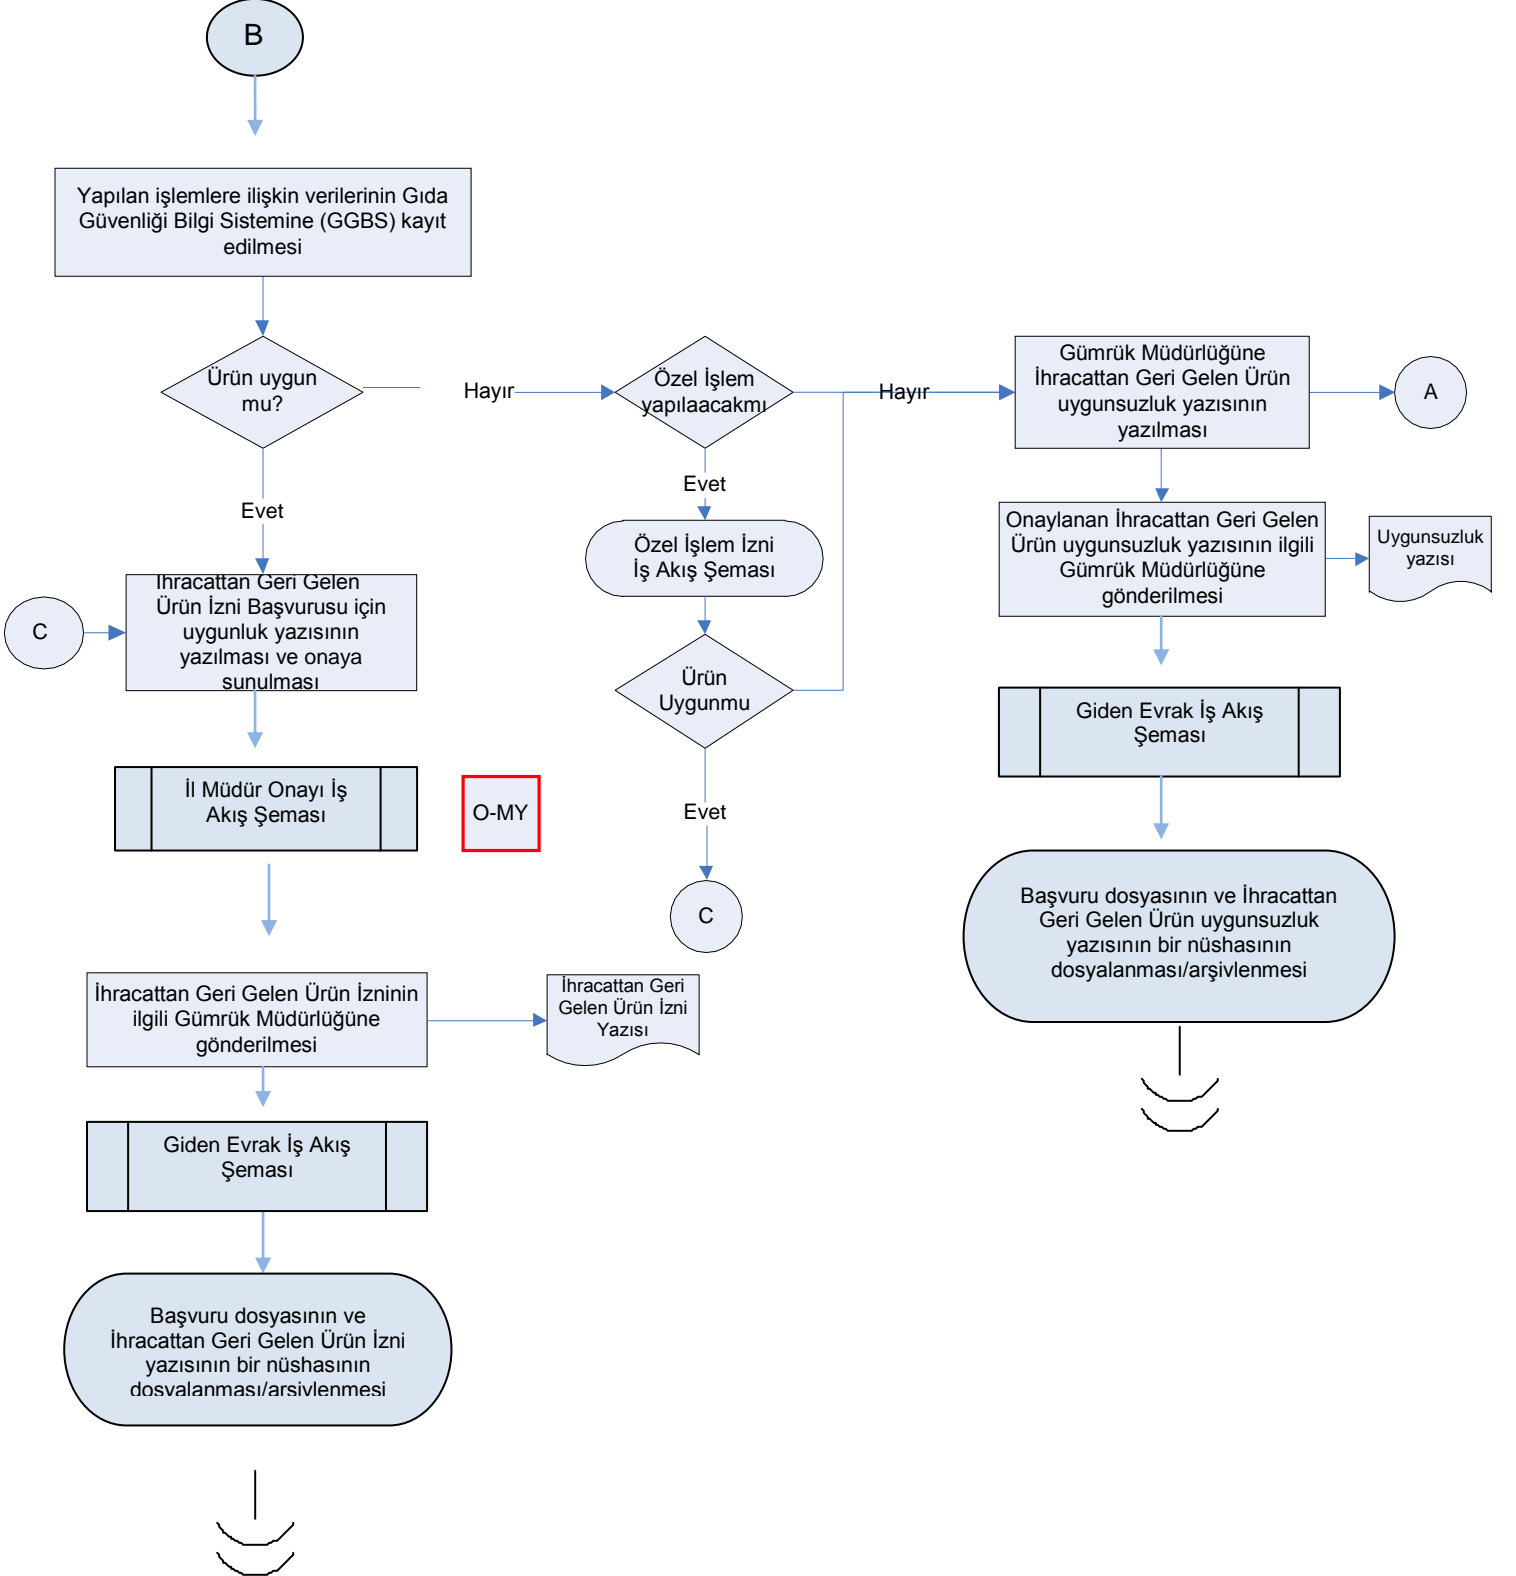 B
Yapılan işlemlere ilişkin verilerinin Gıda
Güvenliği Bilgi Sistemine (GGBS) kayıt
edilmesi
Ürün uygun
mu?
Hayır
Özel İşlem
yapılaacakmı
Hayır
Gümrük Müdürlüğüne
İhracattan Geri Gelen Ürün
uygunsuzluk yazısının
yazılması
A
Evet
Evet
Özel İşlem İzni
İş Akış Şeması
Onaylanan İhracattan Geri Gelen
Ürün uygunsuzluk yazısının ilgili
Gümrük Müdürlüğüne
gönderilmesi
Uygunsuzluk
yazısı
C
İhracattan Geri Gelen
Ürün İzni Başvurusu için
uygunluk yazısının
yazılması ve onaya
sunulması
Ürün
Uygunmu
Giden Evrak İş Akış
Şeması
İl Müdür Onayı İş
Akış Şeması
O-MY
Evet
C
Başvuru dosyasının ve İhracattan
Geri Gelen Ürün uygunsuzluk
yazısının bir nüshasının
dosyalanması/arşivlenmesi
İhracattan Geri Gelen Ürün İzninin
ilgili Gümrük Müdürlüğüne
gönderilmesi
İhracattan Geri
Gelen Ürün İzni
Yazısı
Giden Evrak İş Akış
Şeması
Başvuru dosyasının ve
İhracattan Geri Gelen Ürün İzni
yazısının bir nüshasının
dosyalanması/arşivlenmesi